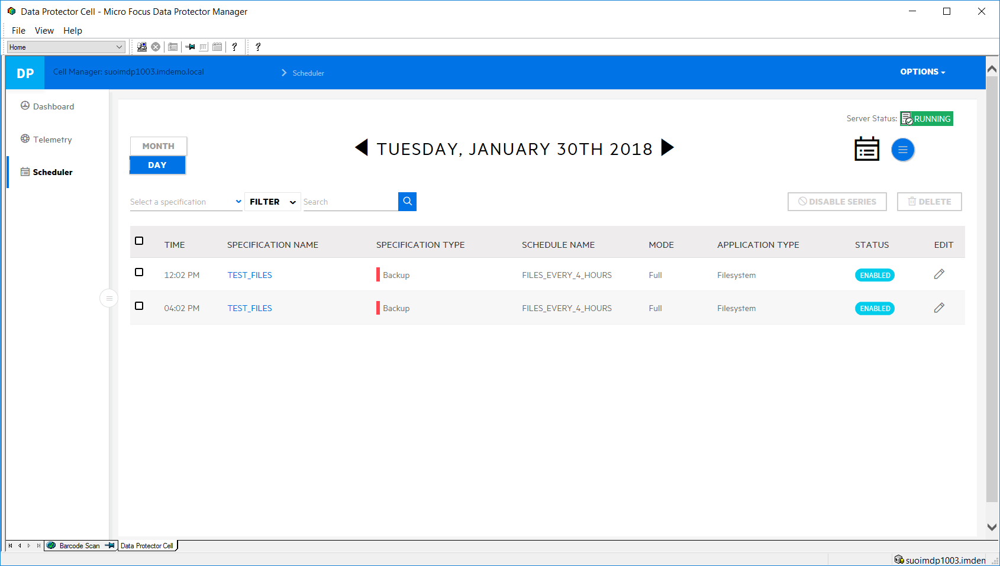 Data Protector Cell - Micro Focus Data Protector Manager
File View Help
Home ? ?
DP Cell Manager: suoimdp1003.imdemo.local Scheduler OPTIONS
Dashboard
Telemetry
Scheduler
Server Status: RUNNING
MONTH
DAY
TUESDAY, JANUARY 30TH 2018
Select a specification FILTER Search DISABLE SERIES DELETE
TIME SPECIFICATION NAME SPECIFICATION TYPE SCHEDULE NAME MODE APPLICATION TYPE STATUS EDIT
12:02 PM TEST_FILES Backup FILES_EVERY_4_HOURS Full Filesystem ENABLED
04:02 PM TEST_FILES Backup FILES_EVERY_4_HOURS Full Filesystem ENABLED
Barcode Scan Data Protector Cell
suoimdp1003.imden